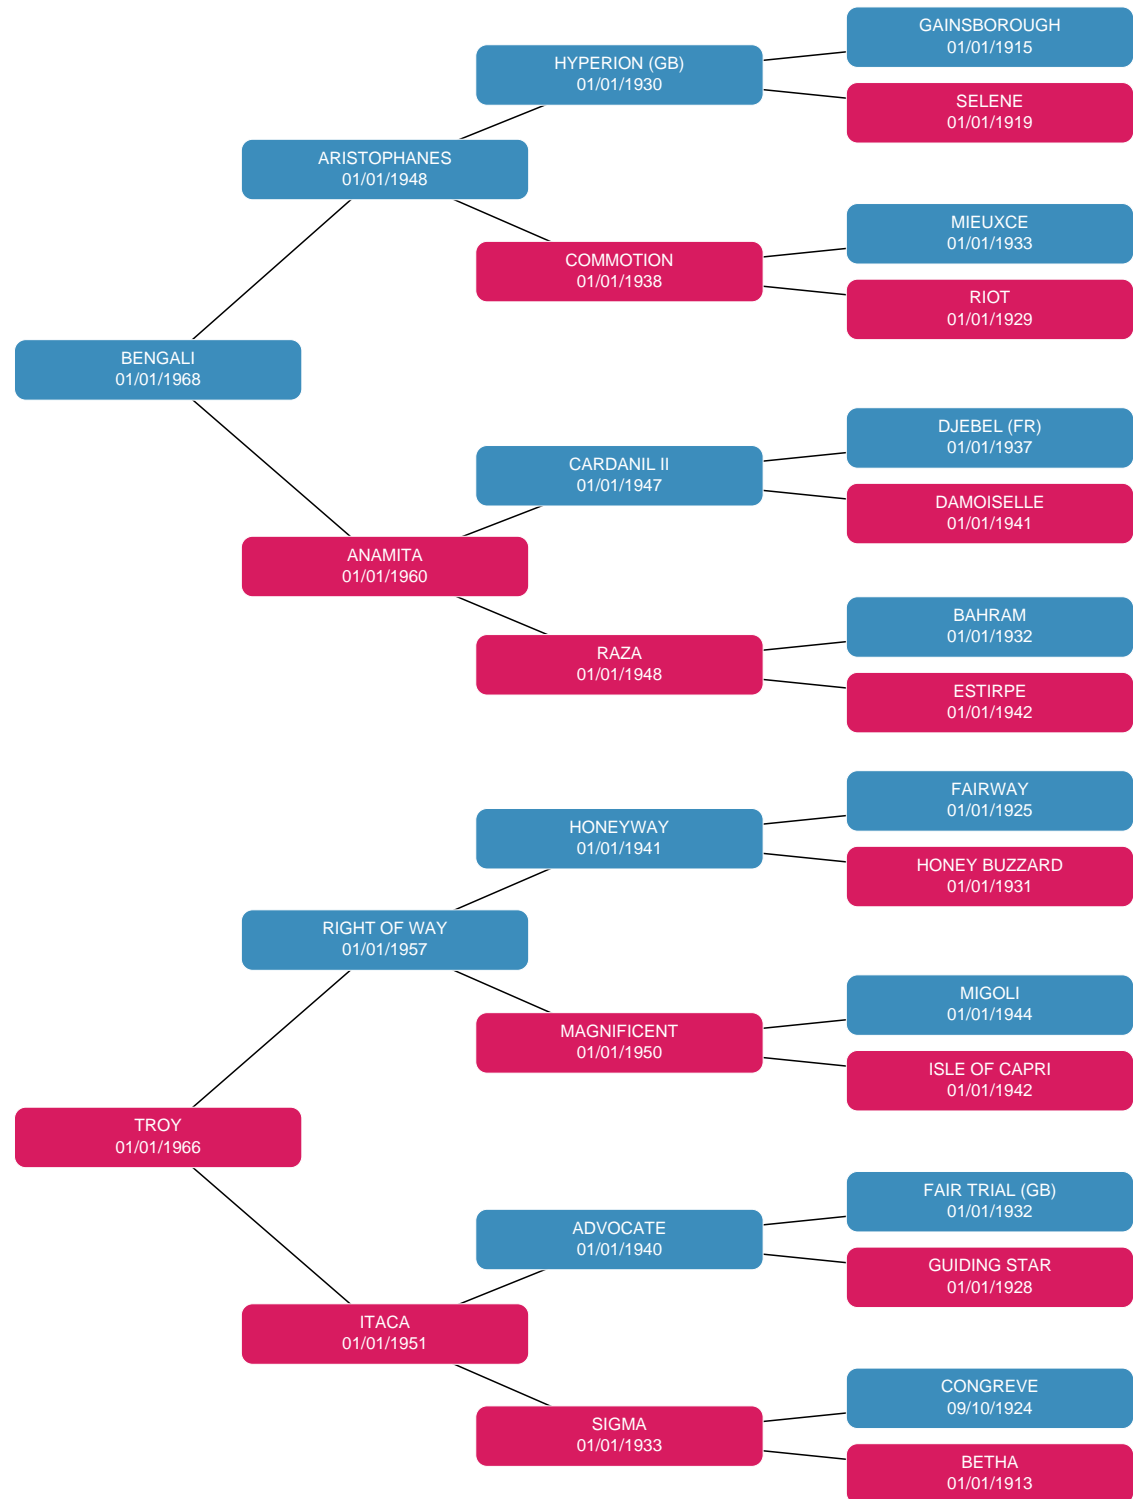 GAINSBOROUGH
01/01/1915
HYPERION (GB)
01/01/1930
SELENE
01/01/1919
ARISTOPHANES
01/01/1948
MIEUXCE
01/01/1933
COMMOTION
01/01/1938
RIOT
01/01/1929
BENGALI
01/01/1968
DJEBEL (FR)
01/01/1937
CARDANIL II
01/01/1947
DAMOISELLE
01/01/1941
ANAMITA
01/01/1960
BAHRAM
01/01/1932
RAZA
01/01/1948
ESTIRPE
01/01/1942
FAIRWAY
01/01/1925
HONEYWAY
01/01/1941
HONEY BUZZARD
01/01/1931
RIGHT OF WAY
01/01/1957
MIGOLI
01/01/1944
MAGNIFICENT
01/01/1950
ISLE OF CAPRI
01/01/1942
TROY
01/01/1966
FAIR TRIAL (GB)
01/01/1932
ADVOCATE
01/01/1940
GUIDING STAR
01/01/1928
ITACA
01/01/1951
CONGREVE
09/10/1924
SIGMA
01/01/1933
BETHA
01/01/1913